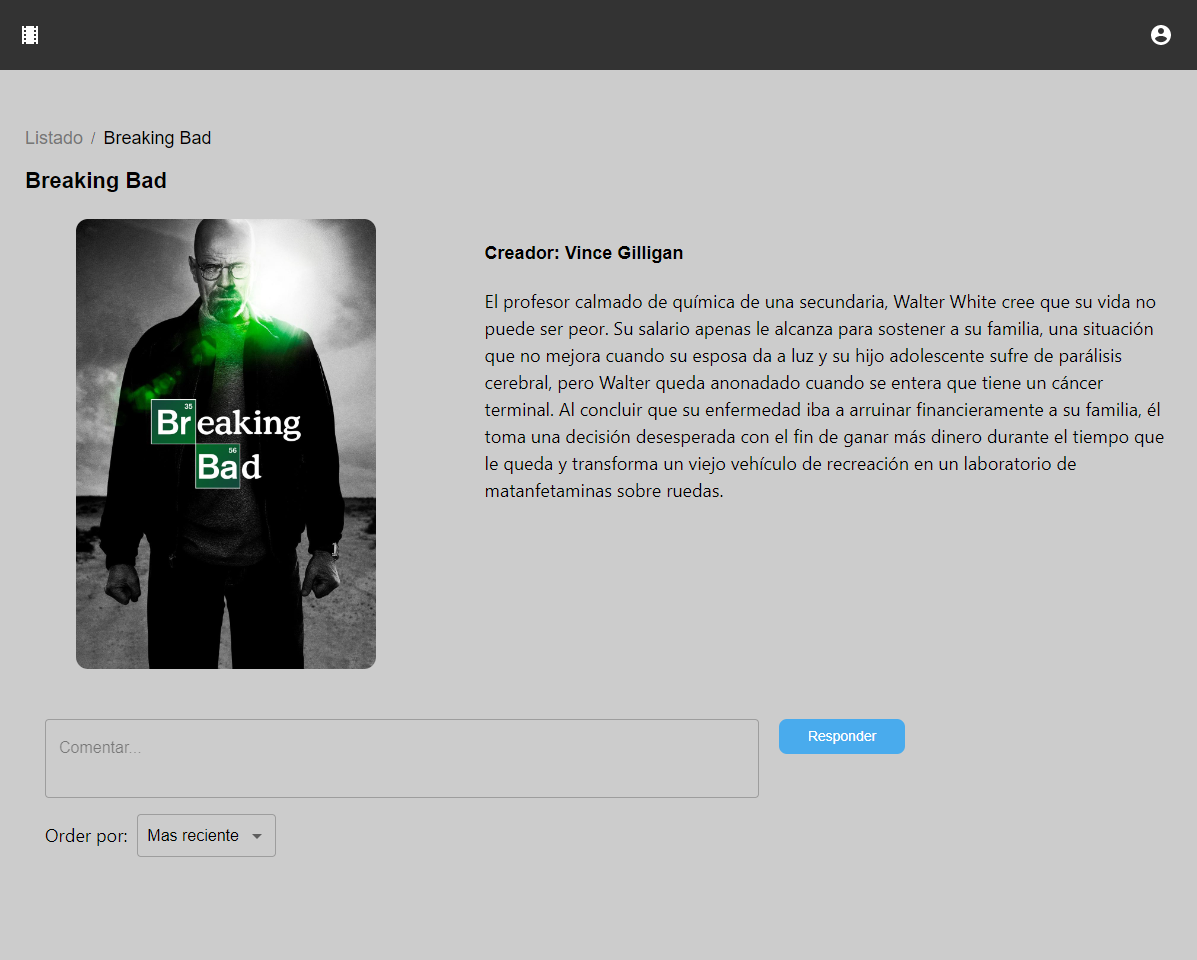 Listado / Breaking Bad
Breaking Bad
35
Breaking
56
Bad
Creador: Vince Gilligan
El profesor calmado de química de una secundaria, Walter White cree que su vida no
puede ser peor. Su salario apenas le alcanza para sostener a su familia, una situación
que no mejora cuando su esposa da a luz y su hijo adolescente sufre de parálisis
cerebral, pero Walter queda anonadado cuando se entera que tiene un cáncer
terminal. Al concluir que su enfermedad iba a arruinar financieramente a su familia, él
toma una decisión desesperada con el fin de ganar más dinero durante el tiempo que
le queda y transforma un viejo vehículo de recreación en un laboratorio de
matanfetaminas sobre ruedas.
Comentar...
Responder
Order por: Mas reciente